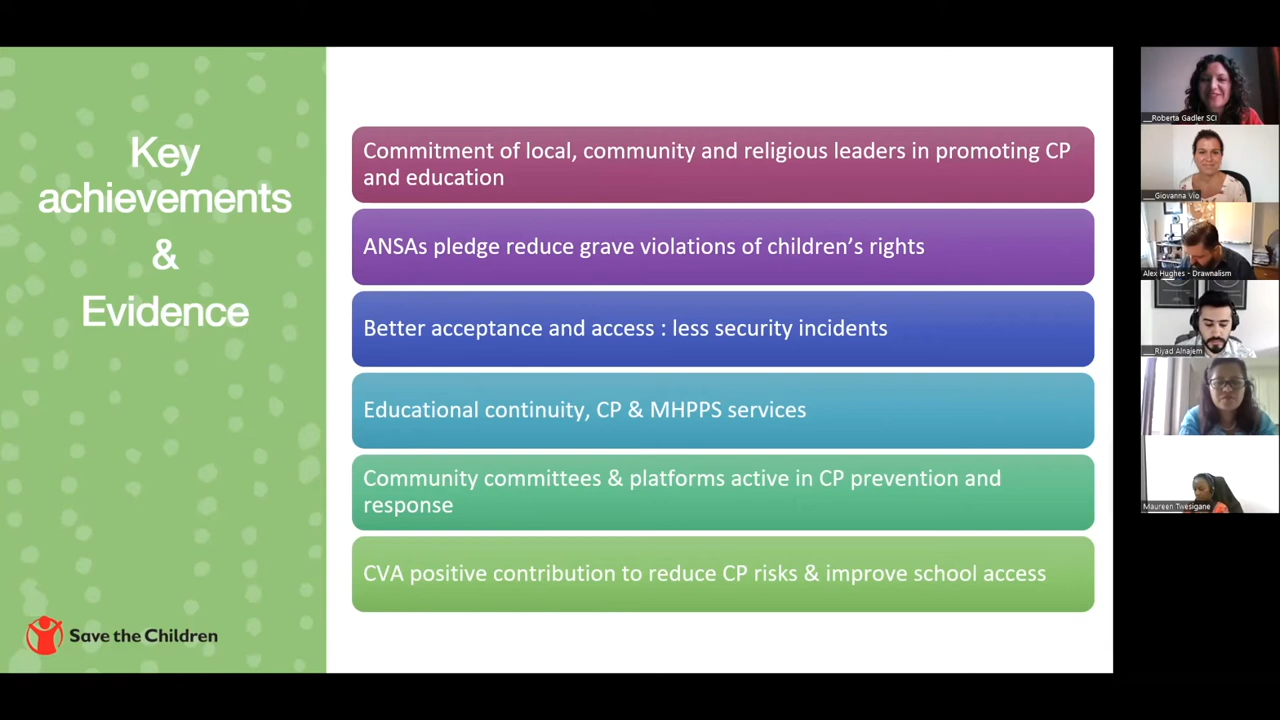 Key
achievements
&
Evidence
Save the Children
Commitment of local, community and religious leaders in promoting CP
and education
ANSAs pledge reduce grave violations of children’s rights
Better acceptance and access : less security incidents
Educational continuity, CP & MHPPS services
Community committees & platforms active in CP prevention and
response
CVA positive contribution to reduce CP risks & improve school access
__Roberta Gadler SCI
___Giovanna Vio
Alex Hughes - Drawnalism
___Riyad Alnajem
Maureen Twesigane